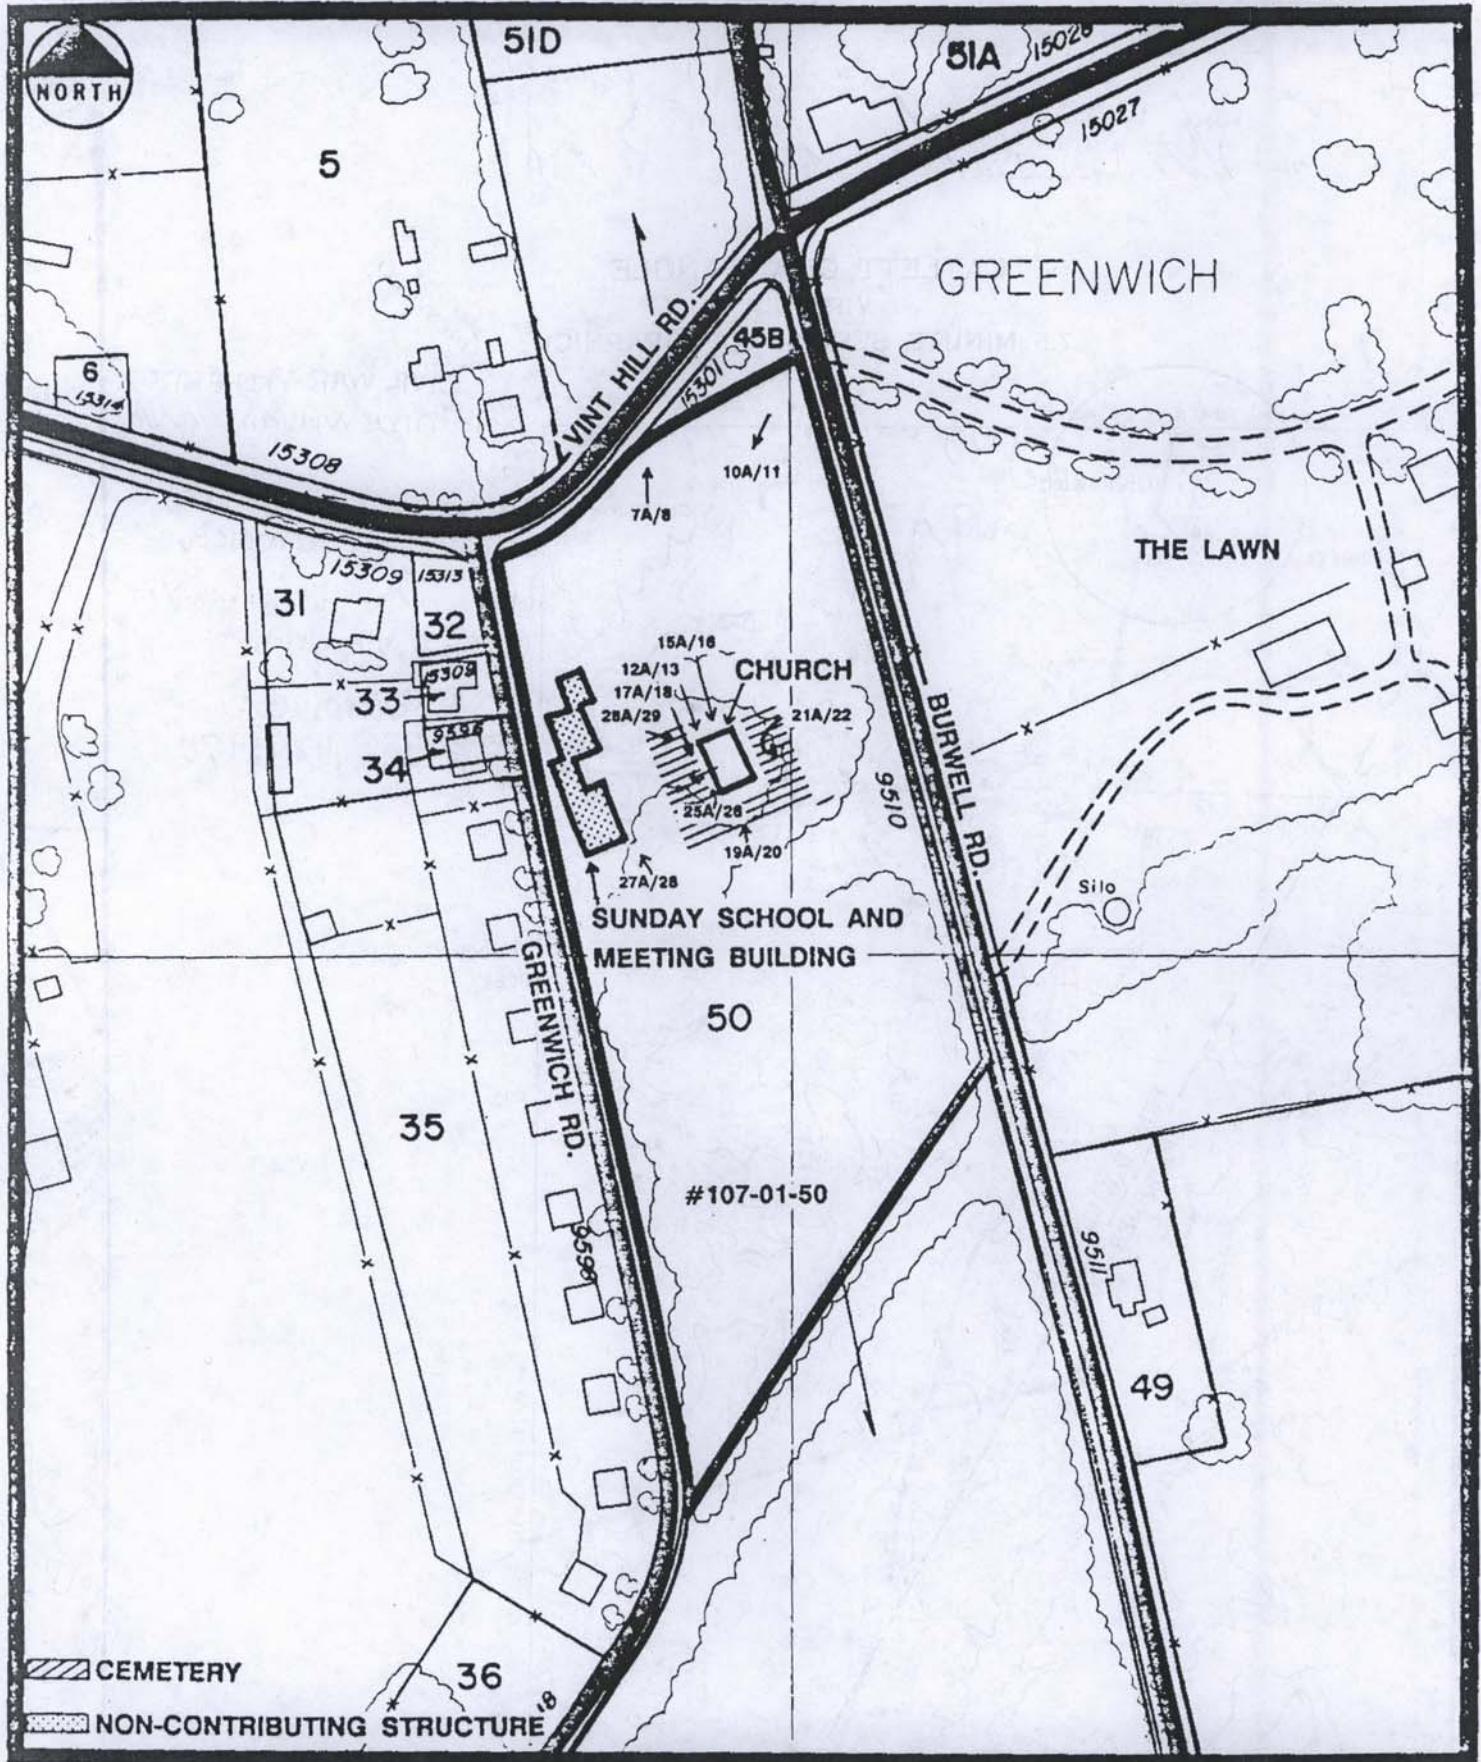 NORTH
51D
51A
15026
15027
5
GREENWICH
VINT HILL RD.
45B
15301
6
15314
15308
10A/11
7A/8
THE LAWN
15309
15313
31
32
15A/16
12A/13
CHURCH
17A/18
28A/29
21A/22
33
34
BURWELL RD.
9510
25A/26
19A/20
27A/28
Silo
SUNDAY SCHOOL AND
MEETING BUILDING
GREENWICH RD.
50
35
#107-01-50
9511
49
36
CEMETERY
NON-CONTRIBUTING STRUCTURE